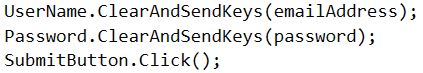 UserName.ClearAndSendKeys(emailAddress);
Password.ClearAndSendKeys(password);
SubmitButton.Click();